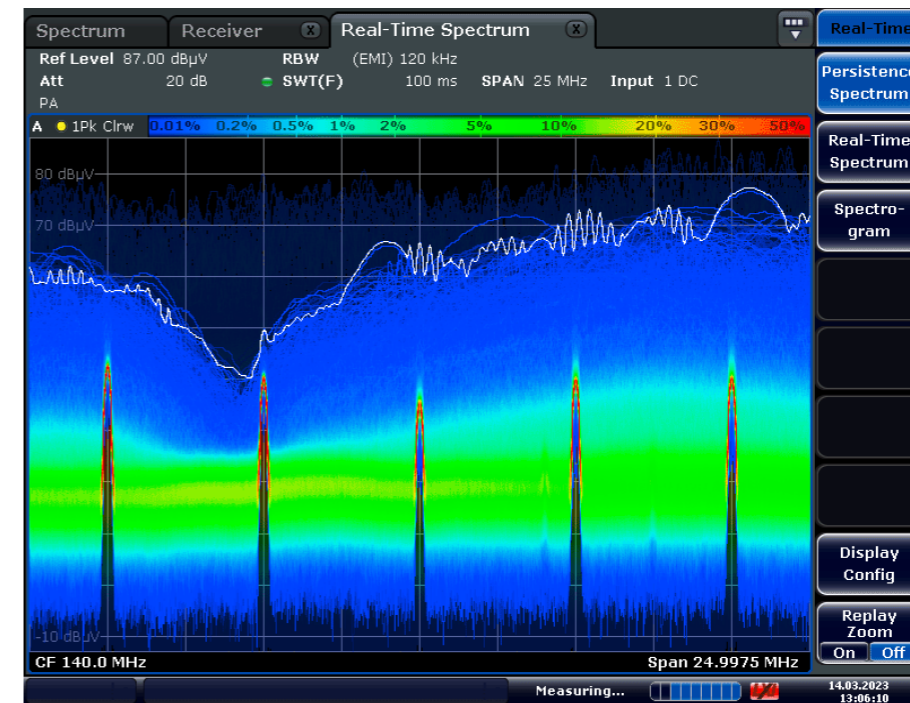 Spectrum Receiver X Real-Time Spectrum X Real-Time
Ref Level 87.00 dBµV RBW (EMI) 120 kHz
Att 20 dB SWT(F) 100 ms SPAN 25 MHz Input 1 DC
PA
Persistence
Spectrum
A 1Pk Clrw 0.01% 0.2% 0.5% 1% 2% 5% 10% 20% 30% 50%
Real-Time
Spectrum
80 dBµV
Spectro-
gram
70 dBµV
Display
Config
Replay
Zoom
On Off
-10 dBµV
CF 140.0 MHz Span 24.9975 MHz
Measuring... 14.03.2023
13:06:10